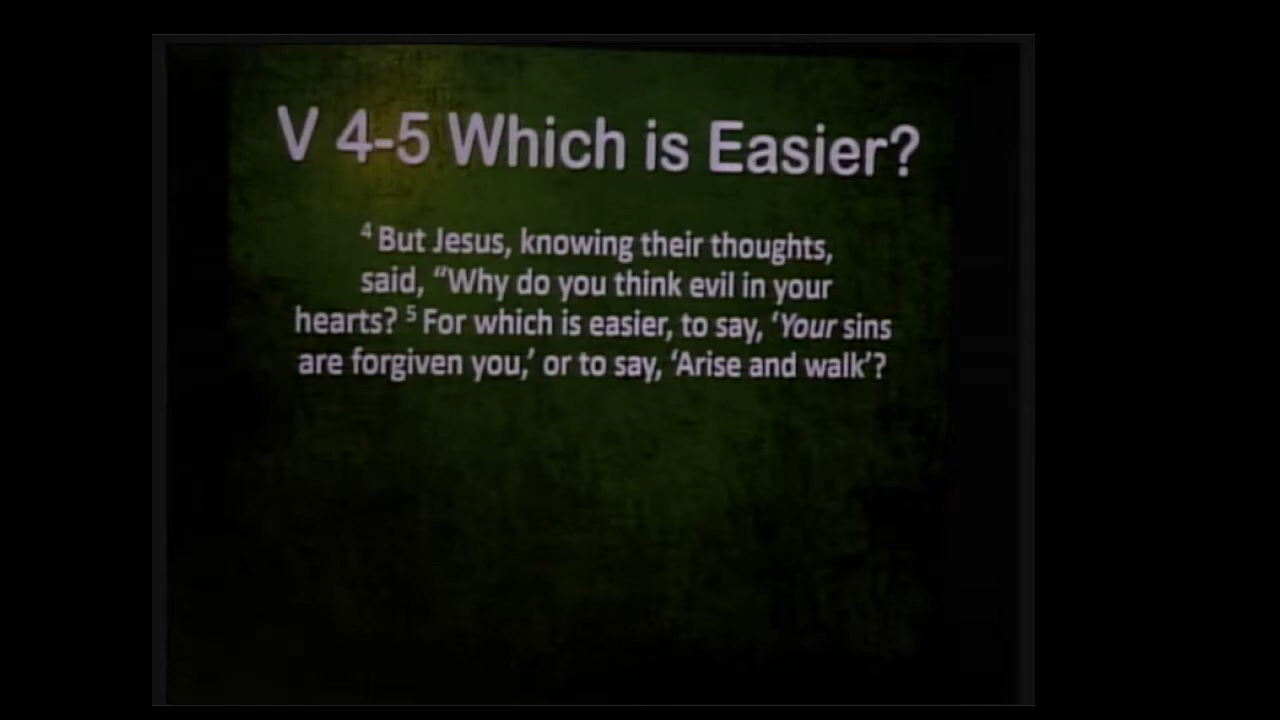 V 4-5 Which is Easier?
⁴ But Jesus, knowing their thoughts,
said, “Why do you think evil in your
hearts? ⁵ For which is easier, to say, ‘Your sins
are forgiven you,’ or to say, ‘Arise and walk’?